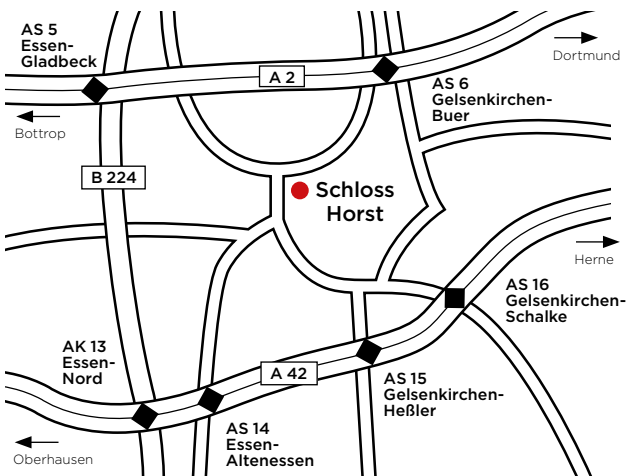 AS 5
Essen-
Gladbeck
Bottrop
A 2
Dortmund
AS 6
Gelsenkirchen-
Buer
B 224
Schloss
Horst
Herne
AS 16
Gelsenkirchen-
Schalke
AK 13
Essen-
Nord
A 42
AS 15
Gelsenkirchen-
Heßler
AS 14
Essen-
Altenessen
Oberhausen